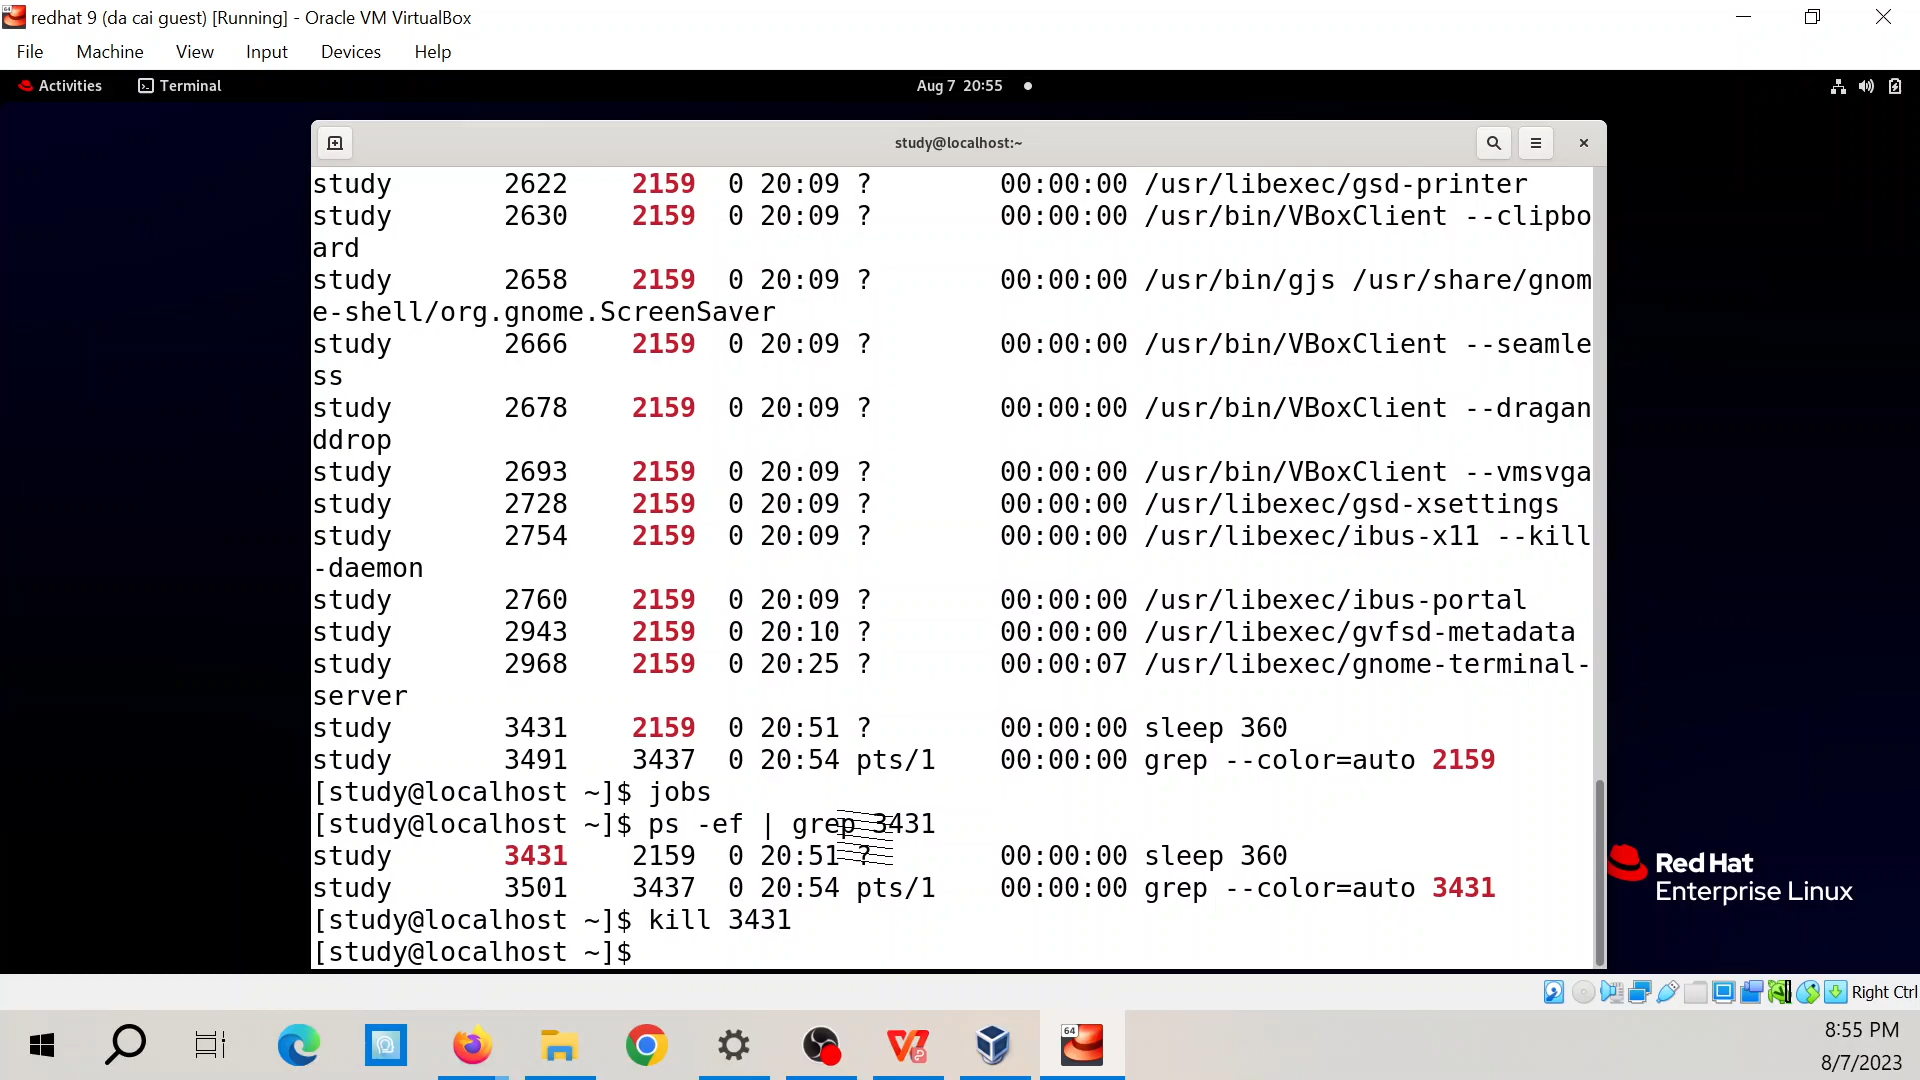 redhat 9 (da cai guest) [Running] - Oracle VM VirtualBox
File Machine View Input Devices Help
Activities Terminal Aug 7 20:55
study@localhost:~
study 2622 2159 0 20:09 ? 00:00:00 /usr/libexec/gsd-printer
study 2630 2159 0 20:09 ? 00:00:00 /usr/bin/VBoxClient --clipbo
ard
study 2658 2159 0 20:09 ? 00:00:00 /usr/bin/gjs /usr/share/gnom
e-shell/org.gnome.ScreenSaver
study 2666 2159 0 20:09 ? 00:00:00 /usr/bin/VBoxClient --seamle
ss
study 2678 2159 0 20:09 ? 00:00:00 /usr/bin/VBoxClient --dragan
ddrop
study 2693 2159 0 20:09 ? 00:00:00 /usr/bin/VBoxClient --vmsvga
study 2728 2159 0 20:09 ? 00:00:00 /usr/libexec/gsd-xsettings
study 2754 2159 0 20:09 ? 00:00:00 /usr/libexec/ibus-x11 --kill
-daemon
study 2760 2159 0 20:09 ? 00:00:00 /usr/libexec/ibus-portal
study 2943 2159 0 20:10 ? 00:00:00 /usr/libexec/gvfsd-metadata
study 2968 2159 0 20:25 ? 00:00:07 /usr/libexec/gnome-terminal-
server
study 3431 2159 0 20:51 ? 00:00:00 sleep 360
study 3491 3437 0 20:54 pts/1 00:00:00 grep --color=auto 2159
[study@localhost ~]$ jobs
[study@localhost ~]$ ps -ef | grep 3431
study 3431 2159 0 20:51 ? 00:00:00 sleep 360
study 3501 3437 0 20:54 pts/1 00:00:00 grep --color=auto 3431
[study@localhost ~]$ kill 3431
[study@localhost ~]$
Red Hat
Enterprise Linux
Right Ctrl
64
8:55 PM
8/7/2023